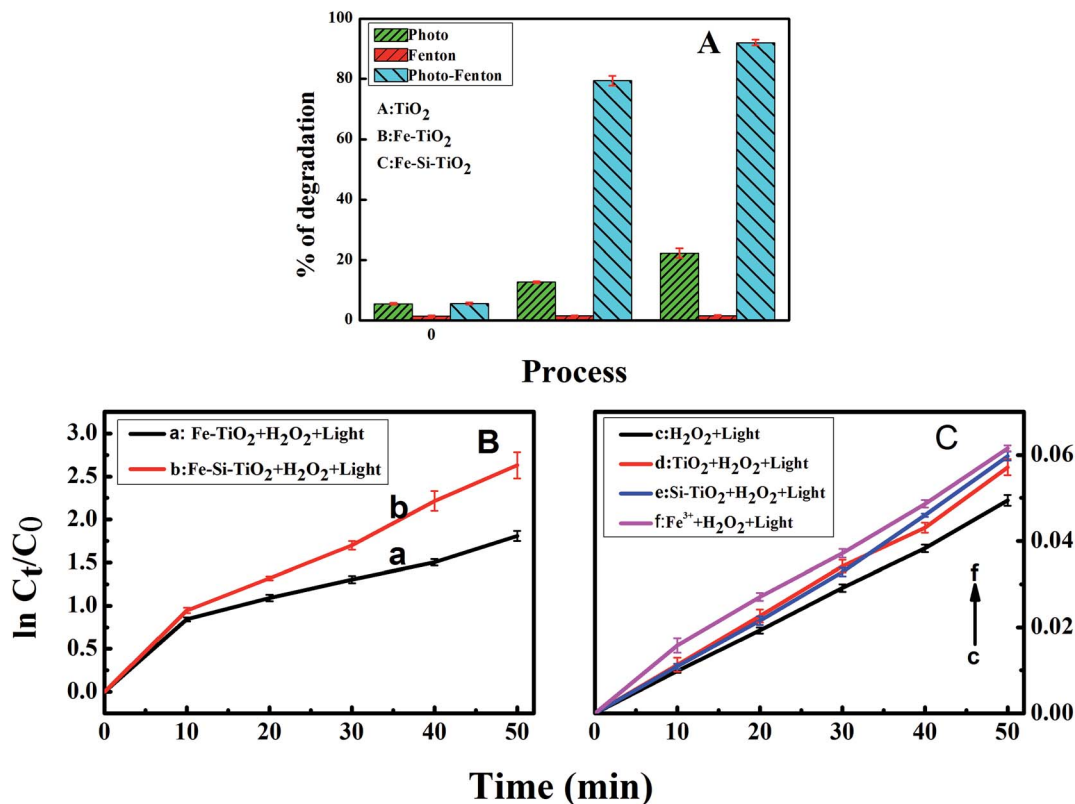 100
80
60
40
20
0
% of degradation
Photo
Fenton
Photo-Fenton
A
A:TiO₂
B:Fe-TiO₂
C:Fe-Si-TiO₂
0
Process
3.0
2.5
2.0
1.5
1.0
0.5
0.0
ln Ct/C0
a: Fe-TiO₂+H₂O₂+Light
b:Fe-Si-TiO₂+H₂O₂+Light
B
b
a
0 10 20 30 40 50
c:H₂O₂+Light
d:TiO₂+H₂O₂+Light
e:Si-TiO₂+H₂O₂+Light
f:Fe³⁺+H₂O₂+Light
C
f
c
0.06
0.04
0.02
0.00
0 10 20 30 40 50
Time (min)